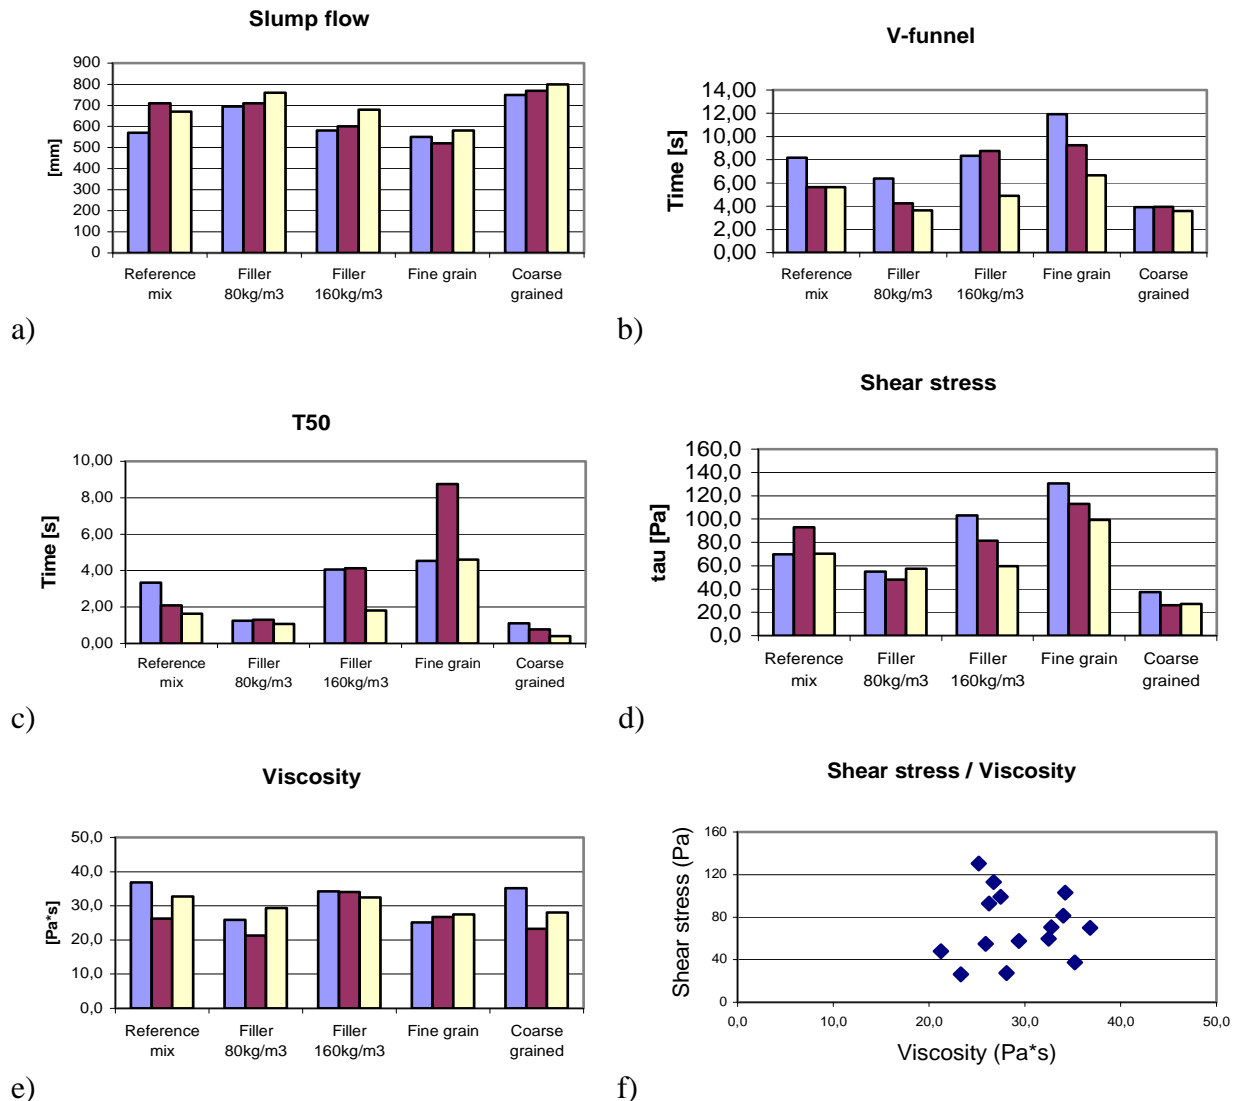 Slump flow
900
800
700
600
500
400
300
200
100
0
[mm]
Reference mix
Filler 80kg/m3
Filler 160kg/m3
Fine grain
Coarse grained
a)
V-funnel
14,00
12,00
10,00
8,00
6,00
4,00
2,00
0,00
Time [s]
Reference mix
Filler 80kg/m3
Filler 160kg/m3
Fine grain
Coarse grained
b)
T50
10,00
8,00
6,00
4,00
2,00
0,00
Time [s]
Reference mix
Filler 80kg/m3
Filler 160kg/m3
Fine grain
Coarse grained
c)
Shear stress
160,0
140,0
120,0
100,0
80,0
60,0
40,0
20,0
0,0
tau [Pa]
Reference mix
Filler 80kg/m3
Filler 160kg/m3
Fine grain
Coarse grained
d)
Viscosity
50,0
40,0
30,0
20,0
10,0
0,0
[Pa*s]
Reference mix
Filler 80kg/m3
Filler 160kg/m3
Fine grain
Coarse grained
e)
Shear stress / Viscosity
160
120
80
40
0
Shear stress (Pa)
0,0 10,0 20,0 30,0 40,0 50,0
Viscosity (Pa*s)
f)